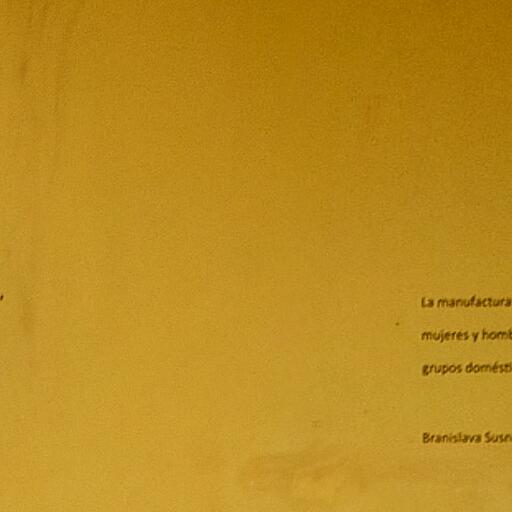 La manufactura
mujeres y homb
grupos domésti
Branislava Susn